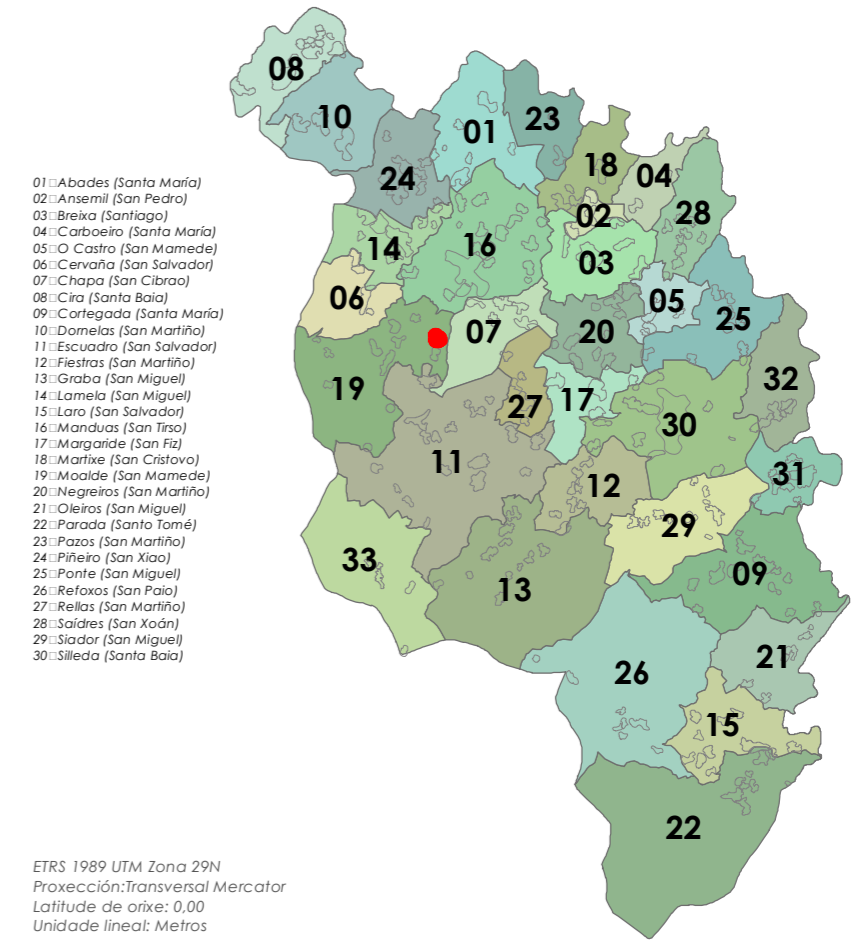 08
10
01
23
18
04
24
01□Abades (Santa María)
02□Ansemil (San Pedro)
03□Breixa (Santiago)
04□Carboeiro (Santa María)
05□O Castro (San Mamede)
06□Cervaña (San Salvador)
07□Chapa (San Cibrao)
08□Cira (Santa Baia)
09□Cortegada (Santa María)
10□Dornelas (San Martiño)
11□Escuadro (San Salvador)
12□Fiestras (San Martiño)
13□Graba (San Miguel)
14□Lamela (San Miguel)
15□Laro (San Salvador)
16□Manduas (San Tirso)
17□Margaride (San Fiz)
18□Martixe (San Cristovo)
19□Moalde (San Mamede)
20□Negreiros (San Martiño)
21□Oleiros (San Miguel)
22□Parada (Santo Tomé)
23□Pazos (San Martiño)
24□Piñeiro (San Xiao)
25□Ponte (San Miguel)
26□Refoxos (San Paio)
27□Rellas (San Martiño)
28□Saídres (San Xoán)
29□Siador (San Miguel)
30□Silleda (Santa Baia)
02
28
14
16
03
06
05
07
20
25
19
32
27
17
30
11
12
31
29
33
13
09
26
21
15
22
ETRS 1989 UTM Zona 29N
Proxección:Transversal Mercator
Latitude de orixe: 0,00
Unidade lineal: Metros